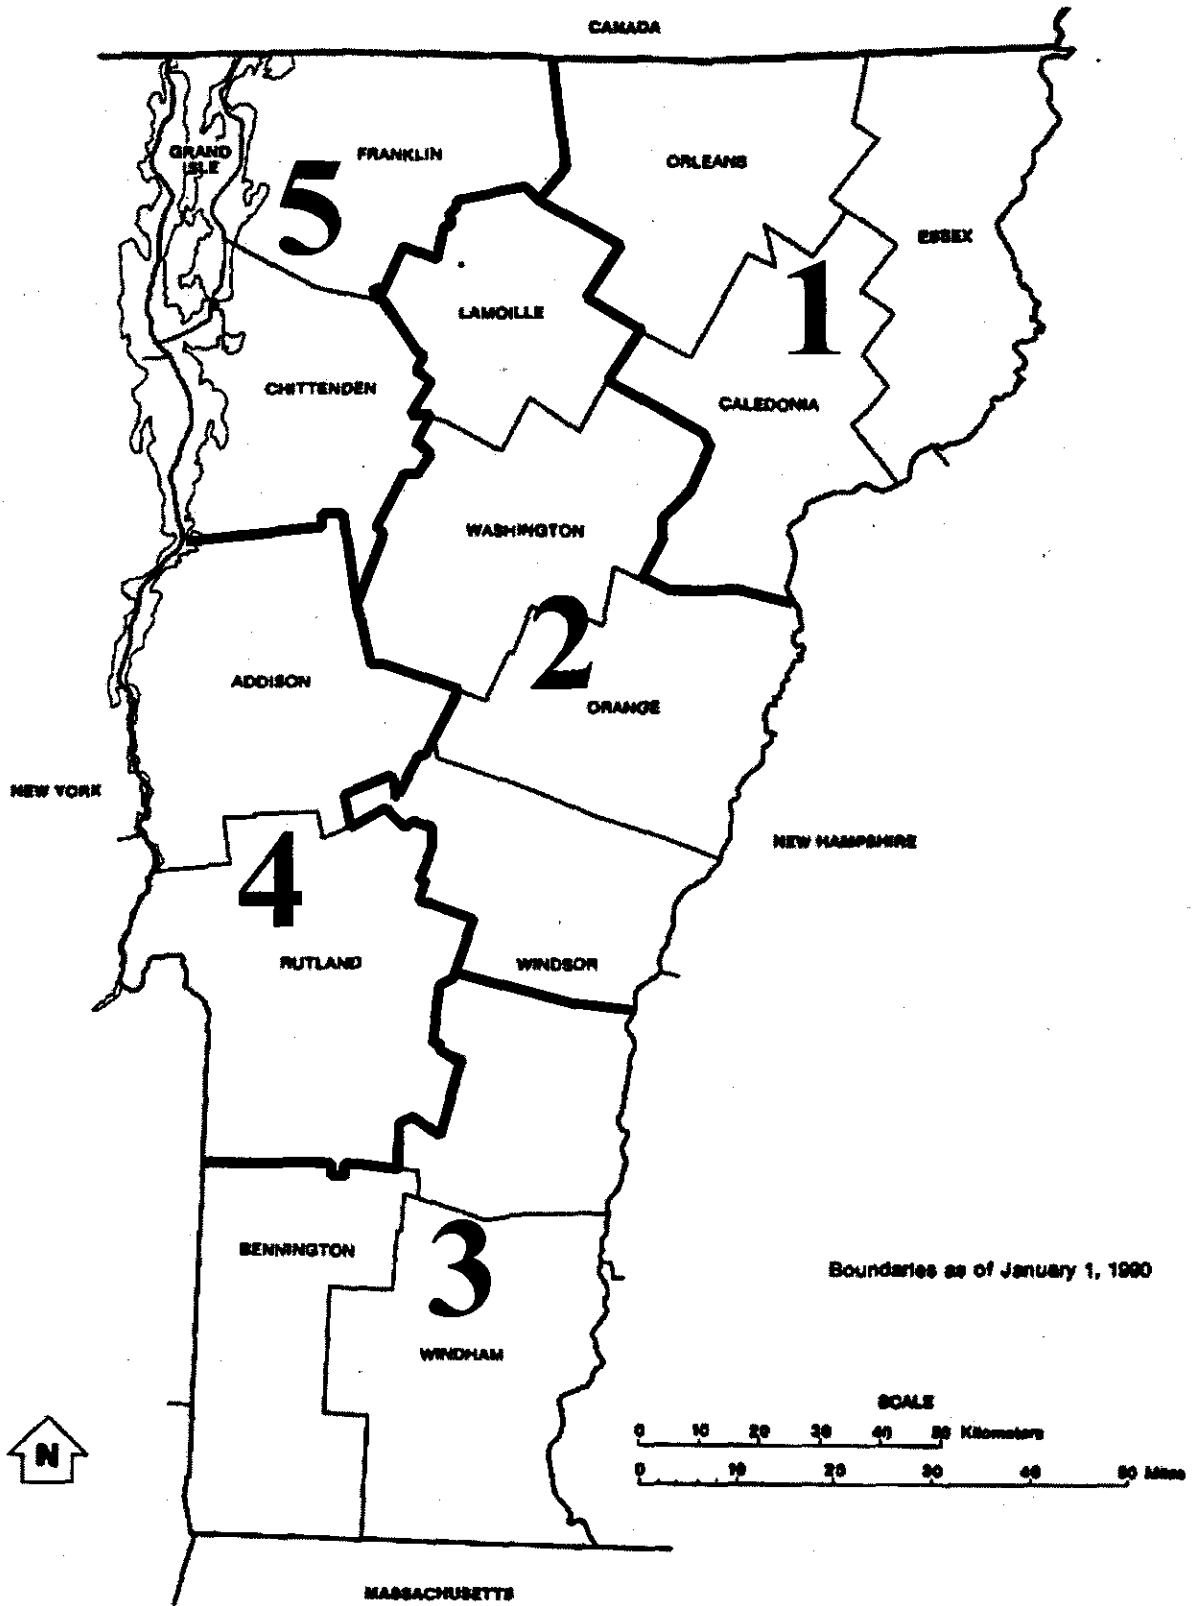 CANADA
GRAND
ISLE
5
FRANKLIN
ORLEANS
ESSEX
LAMOILLE
1
CHITTENDEN
CALEDONIA
WASHINGTON
2
ADDISON
ORANGE
NEW YORK
NEW HAMPSHIRE
4
RUTLAND
WINDSOR
BENNINGTON
3
WINDHAM
Boundaries as of January 1, 1990
SCALE
0 10 20 30 40 50 Kilometers
0 10 20 30 40 50 Miles
N
MASSACHUSETTS